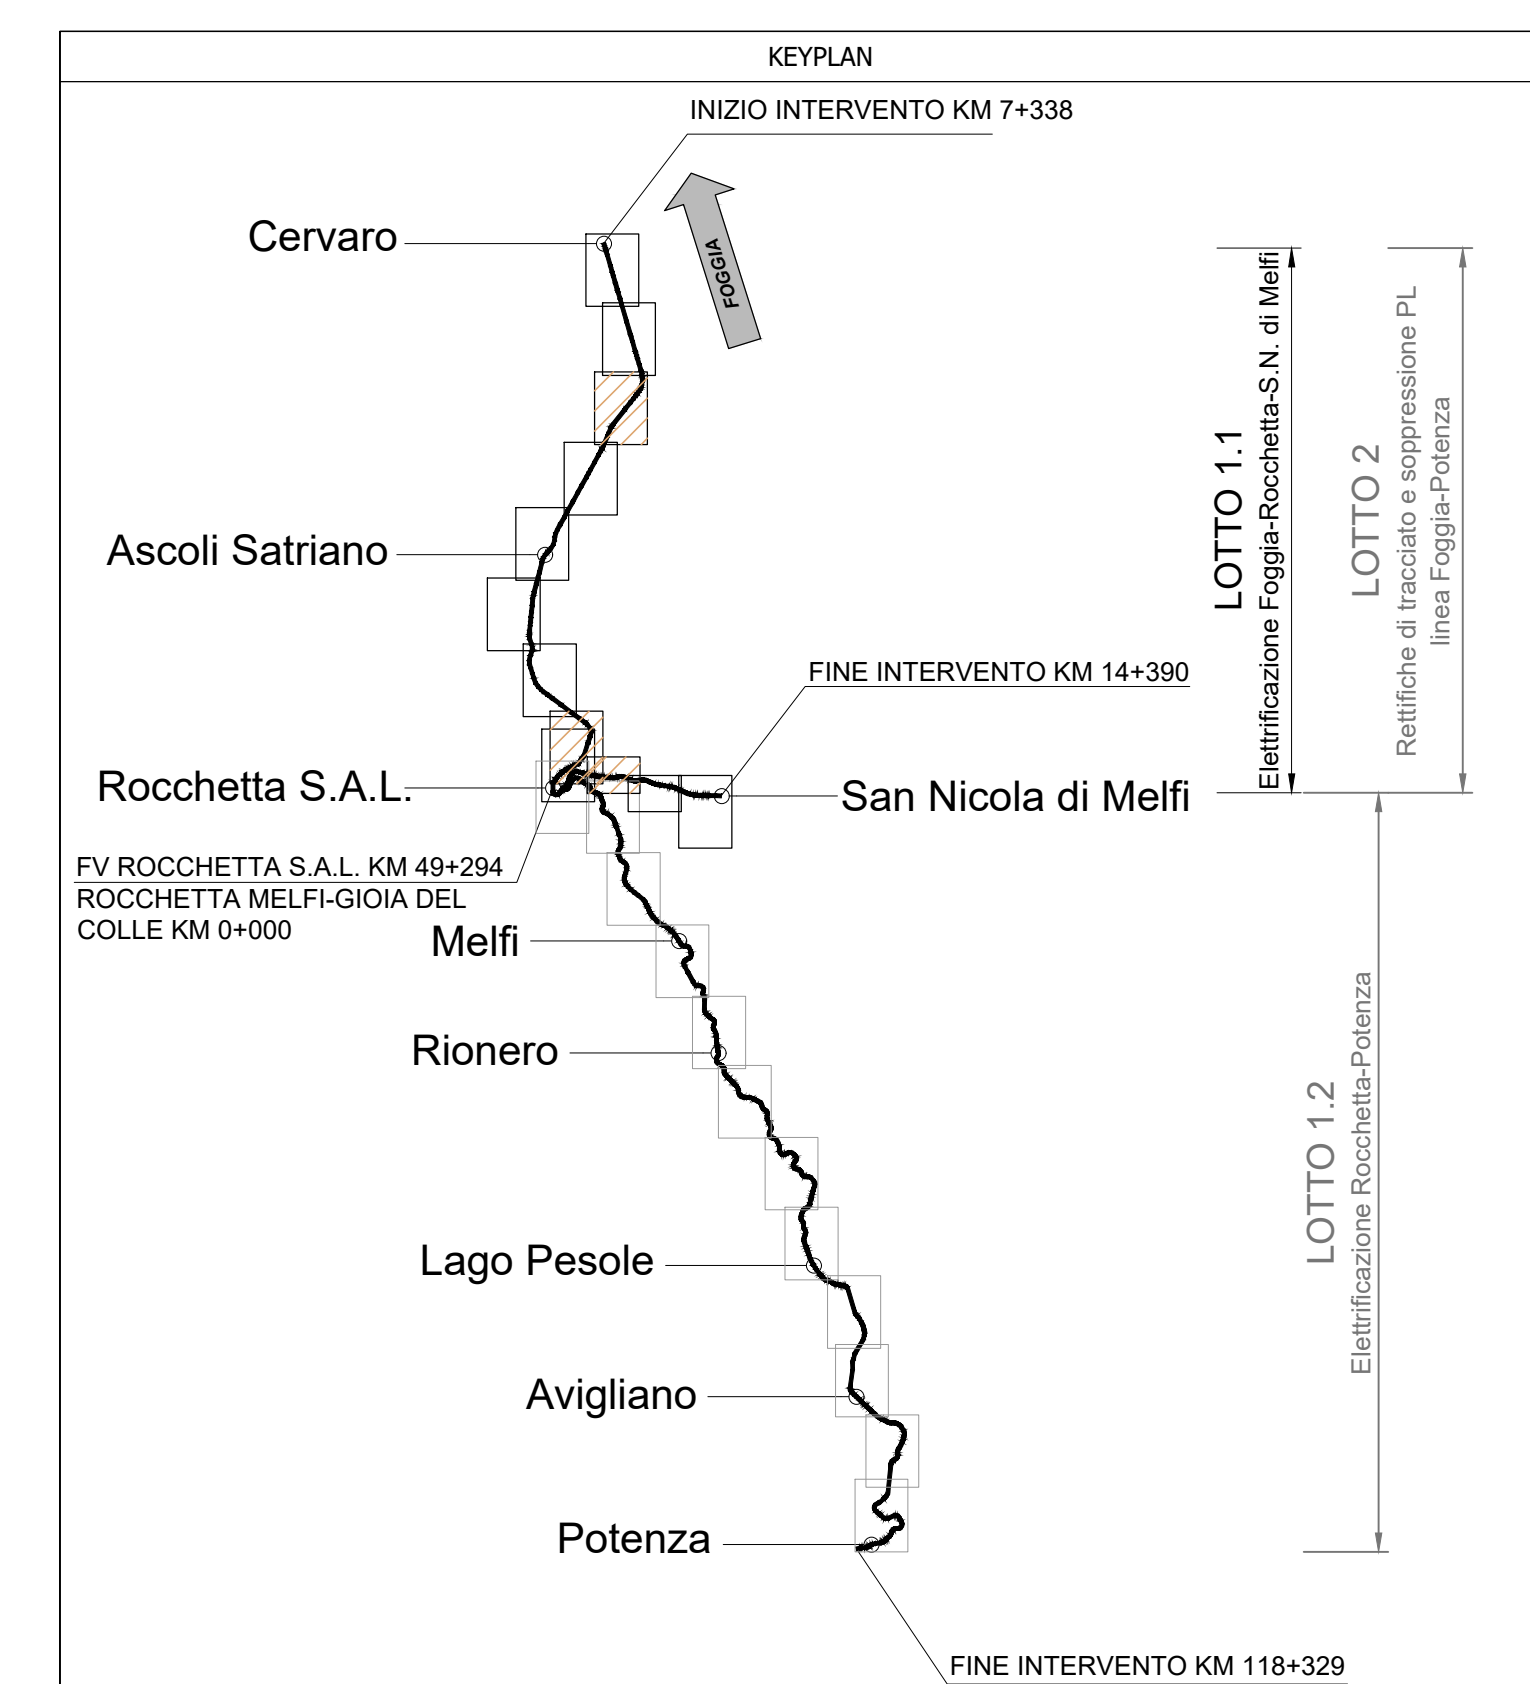 KEYPLAN
INIZIO INTERVENTO KM 7+338
Cervaro
FOGGIA
Ascoli Satriano
FINE INTERVENTO KM 14+390
Rocchetta S.A.L.
San Nicola di Melfi
FV ROCCHETTA S.A.L. KM 49+294
ROCCHETTA MELFI-GIOIA DEL
COLLE KM 0+000
Melfi
Rionero
Lago Pesole
Avigliano
Potenza
FINE INTERVENTO KM 118+329
LOTTO 1.1
Elettrificazione Foggia-Rocchetta-S.N. di Melfi
LOTTO 2
Rettifiche di tracciato e soppressione PL
linea Foggia-Potenza
LOTTO 1.2
Elettrificazione Rocchetta-Potenza